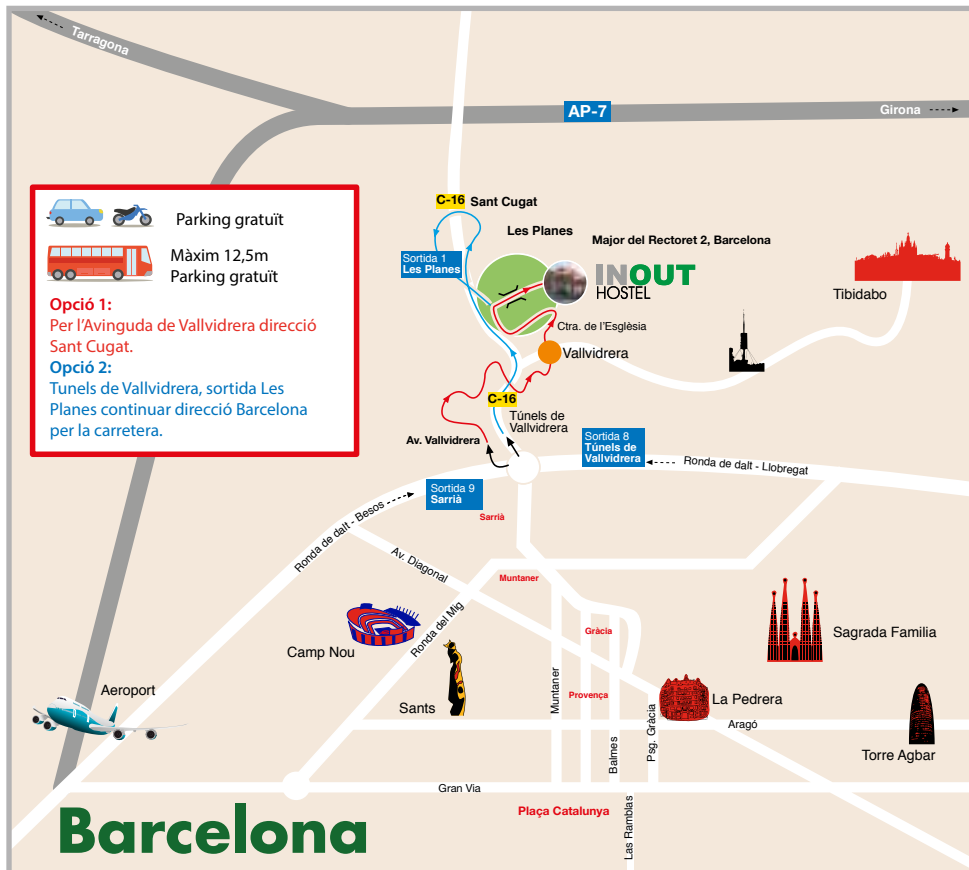 Tarragona
AP-7
Girona
Parking gratuït
Màxim 12,5m
Parking gratuït
Opció 1:
Per l'Avinguda de Vallvidrera direcció
Sant Cugat.
Opció 2:
Tunels de Vallvidrera, sortida Les
Planes continuar direcció Barcelona
per la carretera.
C-16 Sant Cugat
Les Planes
Major del Rectoret 2, Barcelona
Sortida 1
Les Planes
INOUT
HOSTEL
Tibidabo
Ctra. de l'Esglèsia
Vallvidrera
C-16
Túnels de
Vallvidrera
Av. Vallvidrera
Sortida 8
Túnels de
Vallvidrera
Ronda de dalt - Llobregat
Sortida 9
Sarrià
Sarrià
Ronda de dalt - Besos
Av. Diagonal
Muntaner
Ronda del Mig
Camp Nou
Gràcia
Sagrada Familia
Aeroport
Sants
Muntaner
Provença
La Pedrera
Psg. Gràcia
Aragó
Balmes
Torre Agbar
Gran Via
Plaça Catalunya
Las Ramblas
Barcelona